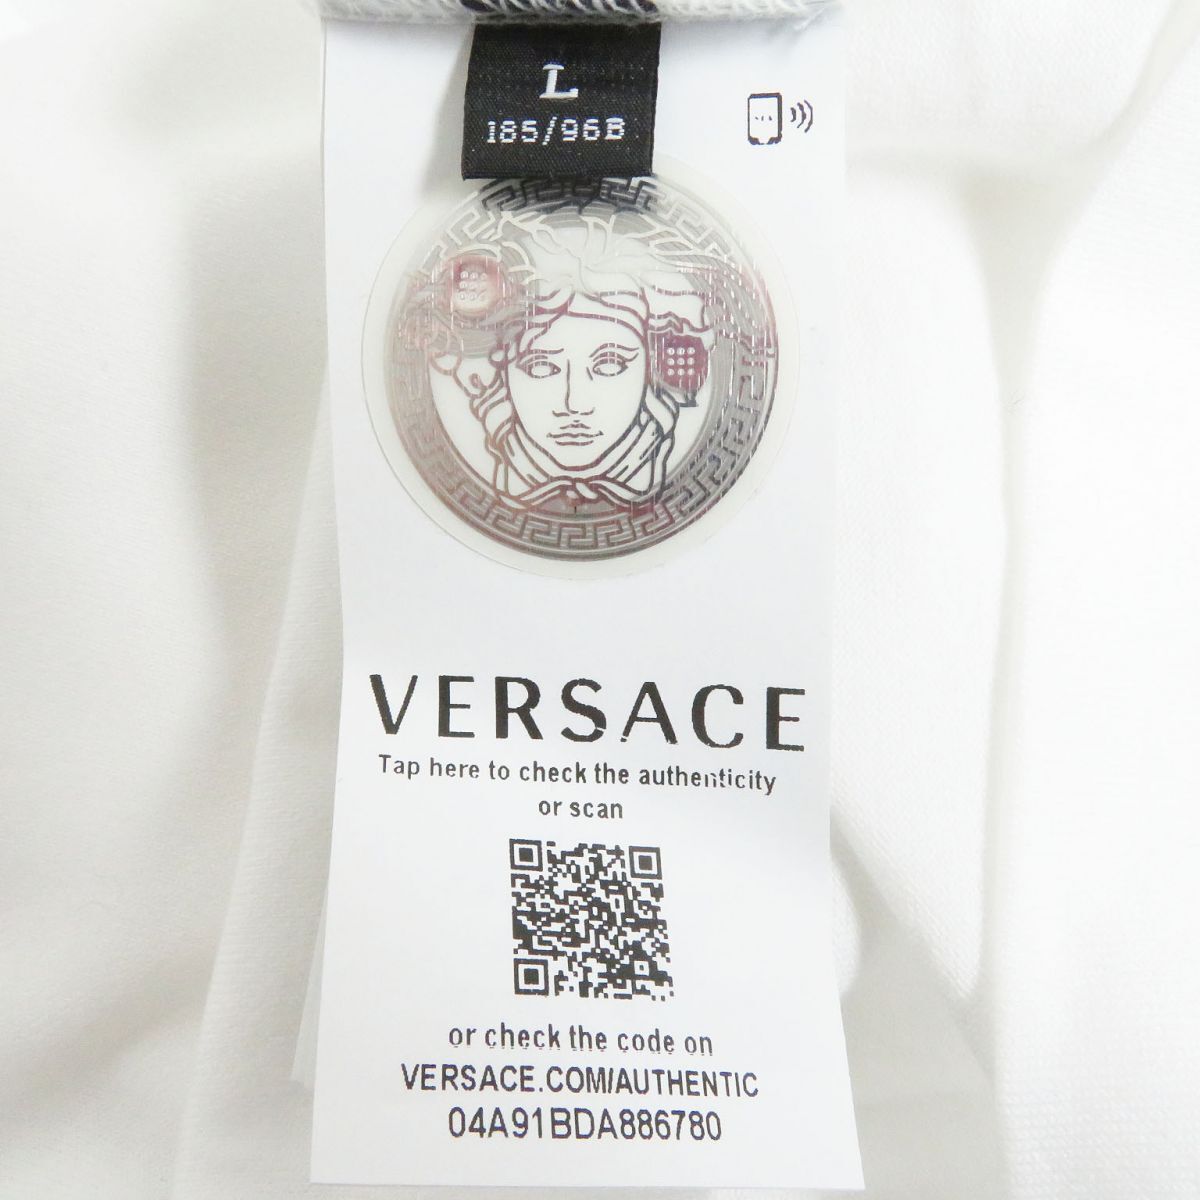 L
185/96B
VERSACE
Tap here to check the authenticity
or scan
or check the code on
VERSACE.COM/AUTHENTIC
04A91BDA886780